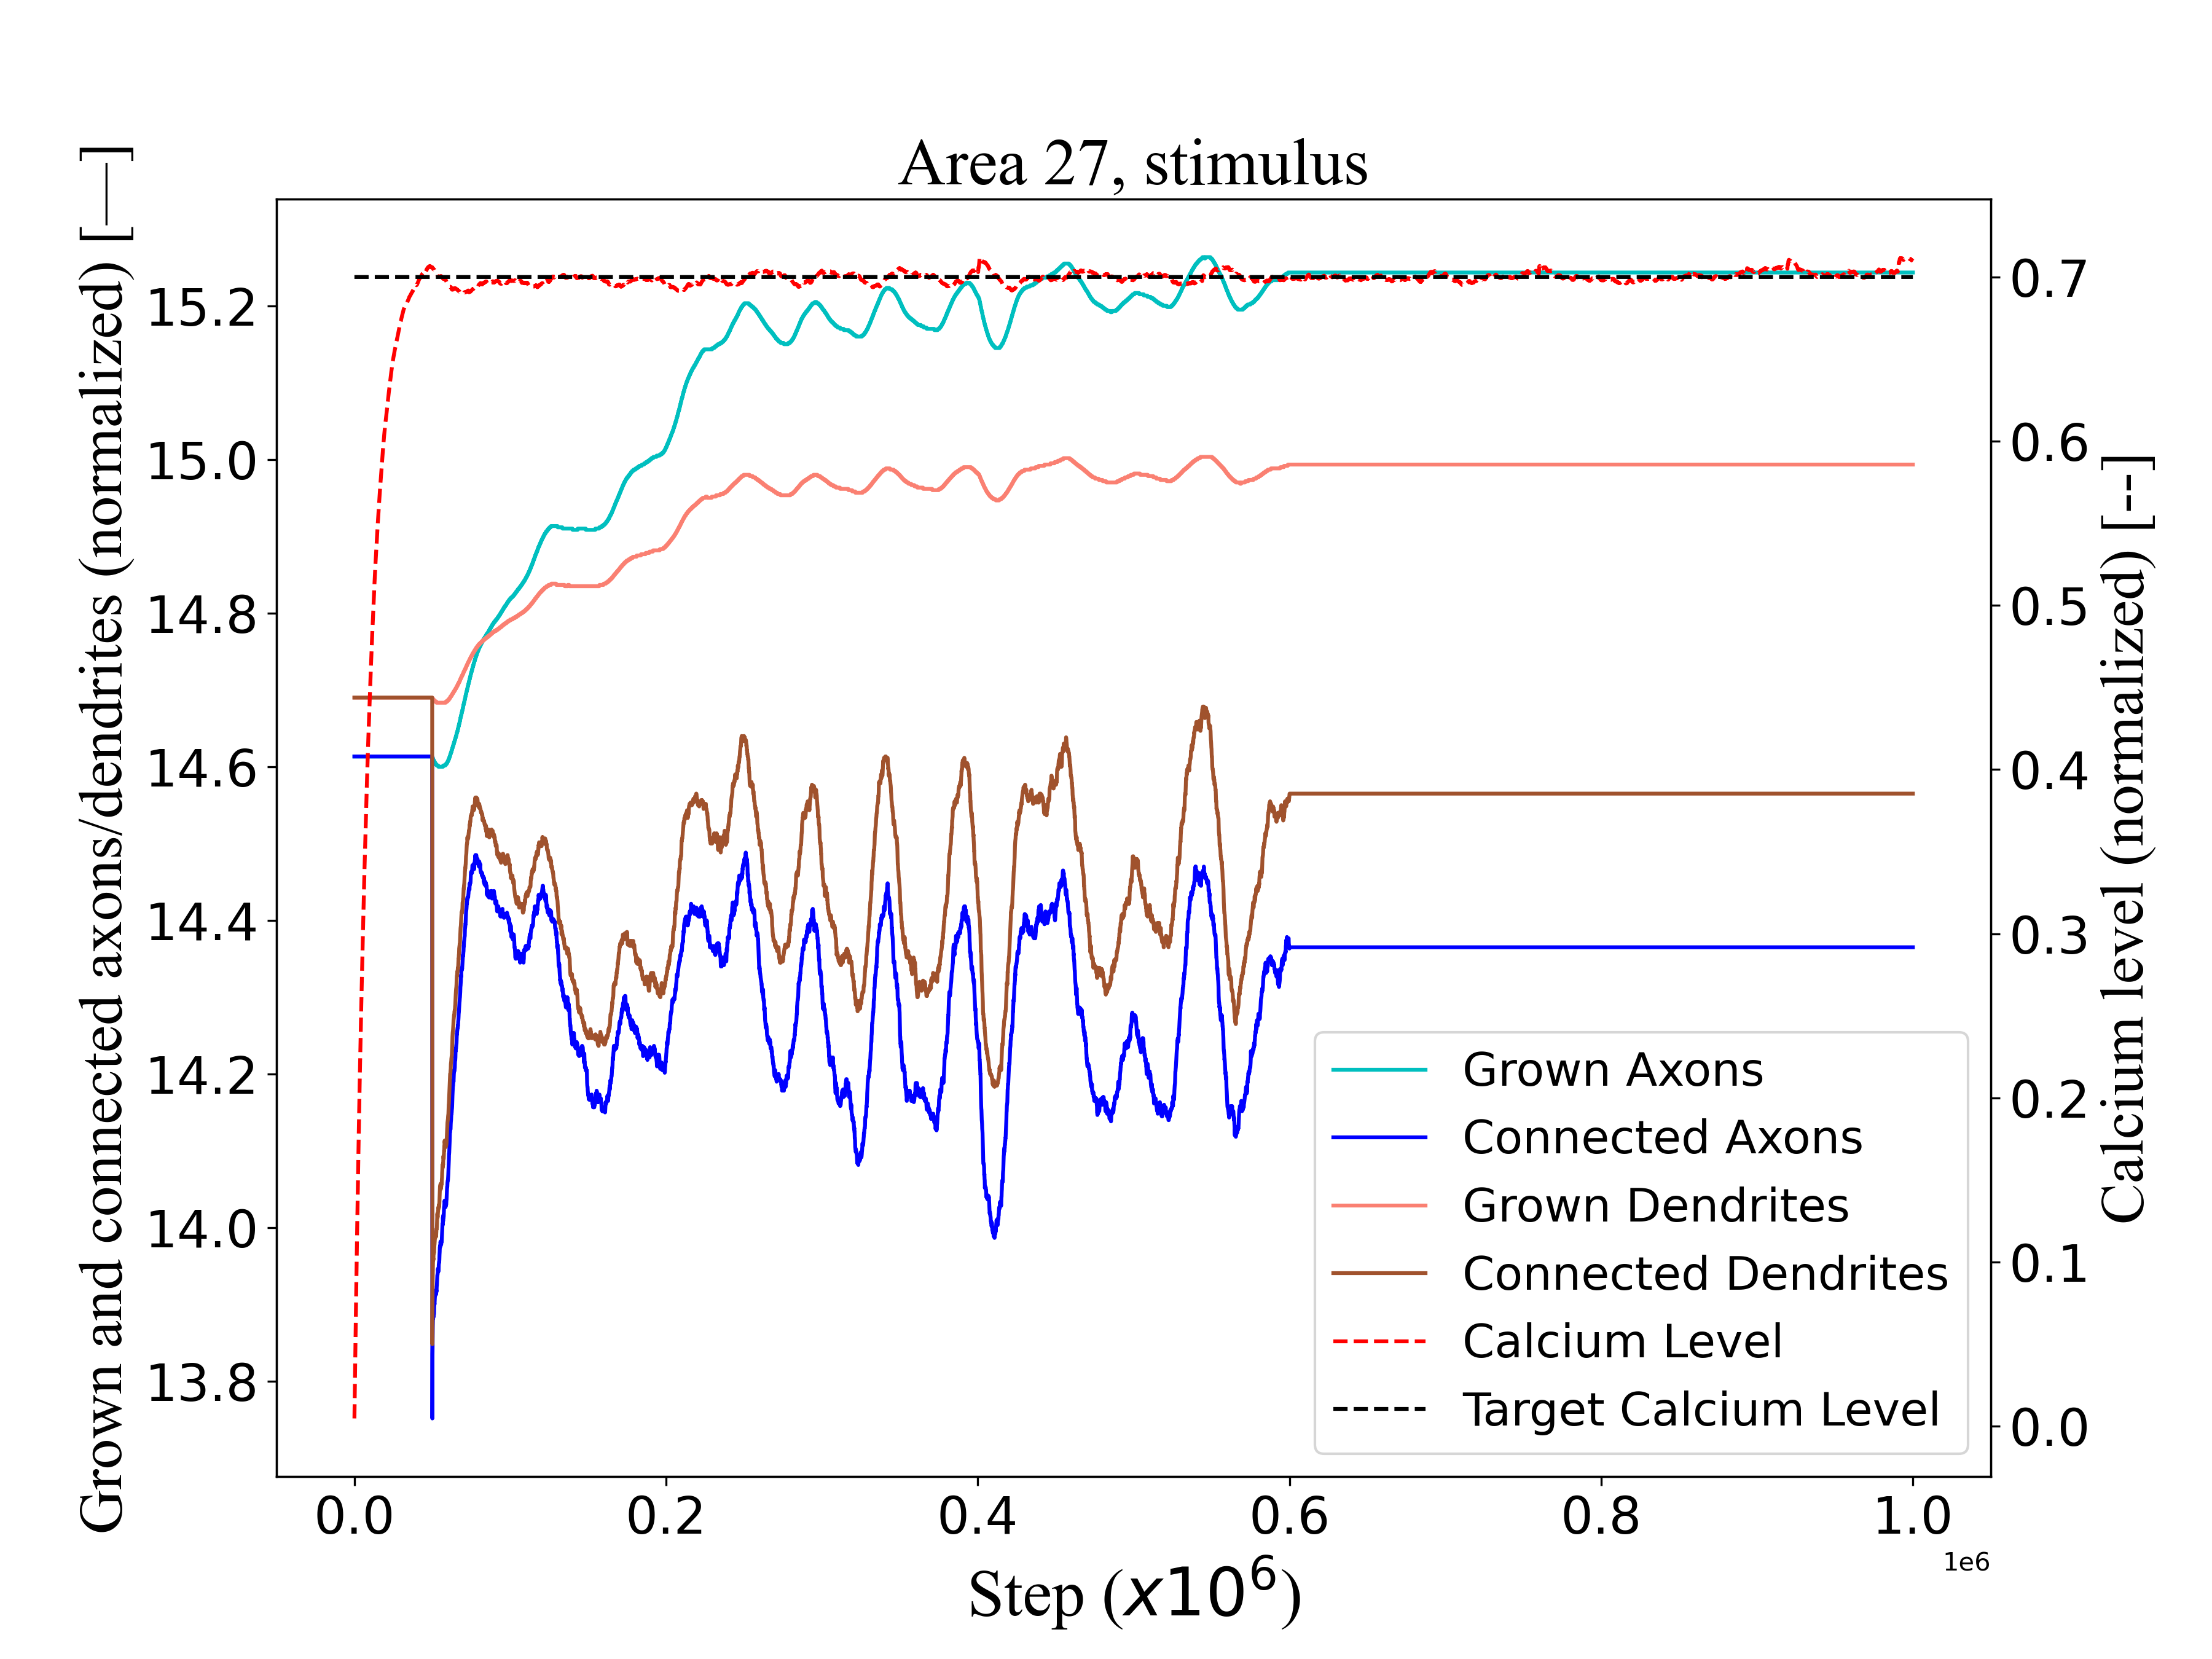 Area 27, stimulus
Grown and connected axons/dendrites (normalized) [—]
15.2
15.0
14.8
14.6
14.4
14.2
14.0
13.8
0.7
0.6
0.5
0.4
0.3
0.2
0.1
0.0
Calcium level (normalized) [--]
Grown Axons
Connected Axons
Grown Dendrites
Connected Dendrites
Calcium Level
Target Calcium Level
0.0 0.2 0.4 0.6 0.8 1.0
1e6
Step (x10⁶)